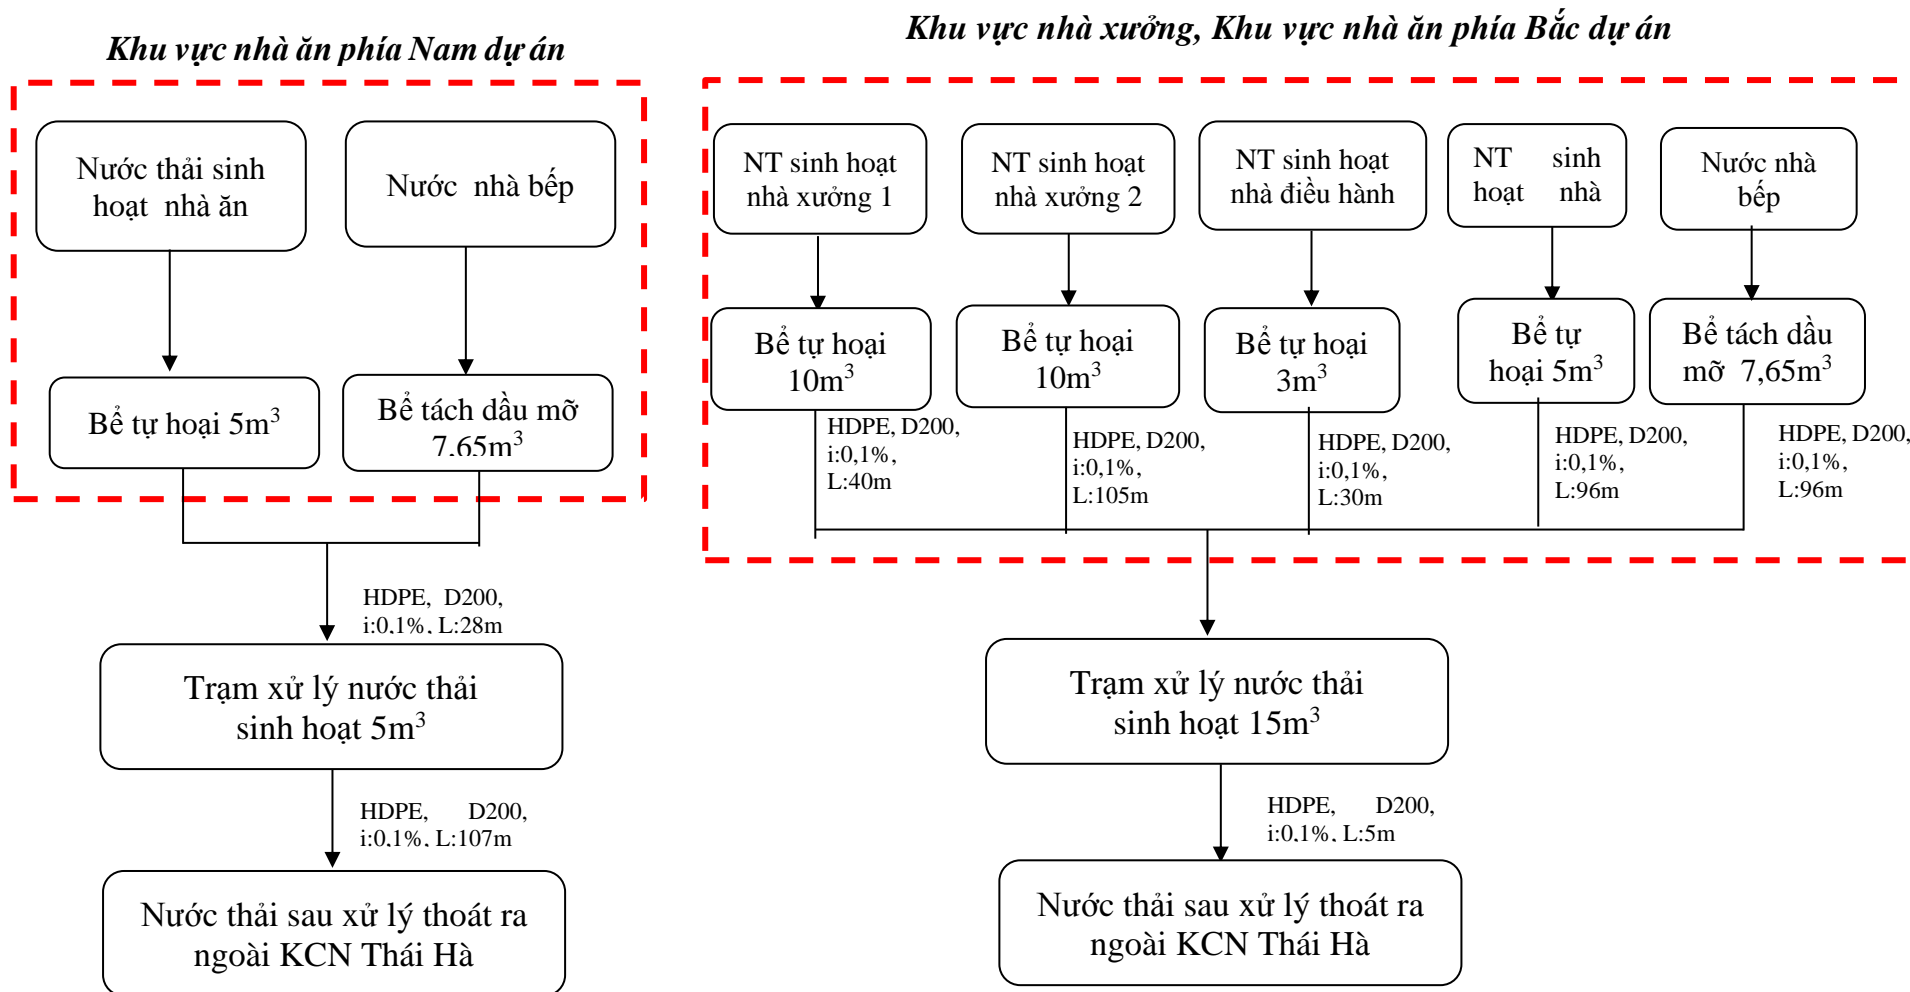 Khu vực nhà ăn phía Nam dự án
Nước thải sinh
hoạt nhà ăn
Nước nhà bếp
Bể tự hoại 5m³
Bể tách dầu mỡ
7,65m³
HDPE, D200,
i:0,1%, L:28m
Trạm xử lý nước thải
sinh hoạt 5m³
HDPE, D200,
i:0,1%, L:107m
Nước thải sau xử lý thoát ra
ngoài KCN Thái Hà
Khu vực nhà xưởng, Khu vực nhà ăn phía Bắc dự án
NT sinh hoạt
nhà xưởng 1
NT sinh hoạt
nhà xưởng 2
NT sinh hoạt
nhà điều hành
NT sinh
hoạt nhà
Nước nhà
bếp
Bể tự hoại
10m³
Bể tự hoại
10m³
Bể tự hoại
3m³
Bể tự
hoại 5m³
Bể tách dầu
mỡ 7,65m³
HDPE, D200,
i:0,1%,
L:40m
HDPE, D200,
i:0,1%,
L:105m
HDPE, D200,
i:0,1%,
L:30m
HDPE, D200,
i:0,1%,
L:96m
HDPE, D200,
i:0,1%,
L:96m
Trạm xử lý nước thải
sinh hoạt 15m³
HDPE, D200,
i:0,1%, L:5m
Nước thải sau xử lý thoát ra
ngoài KCN Thái Hà